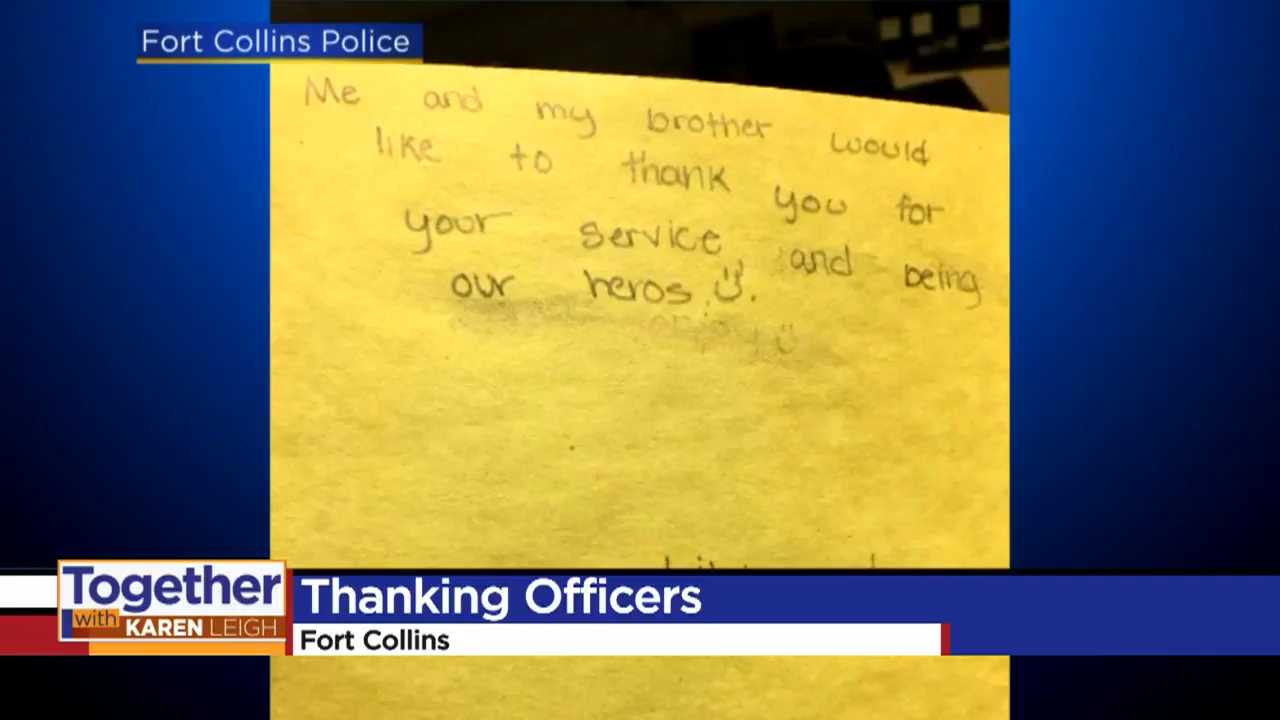 Fort Collins Police
Me and my brother would
like to thank you for
your service, and being
our heros.
Together
with KAREN LEIGH
Thanking Officers
Fort Collins